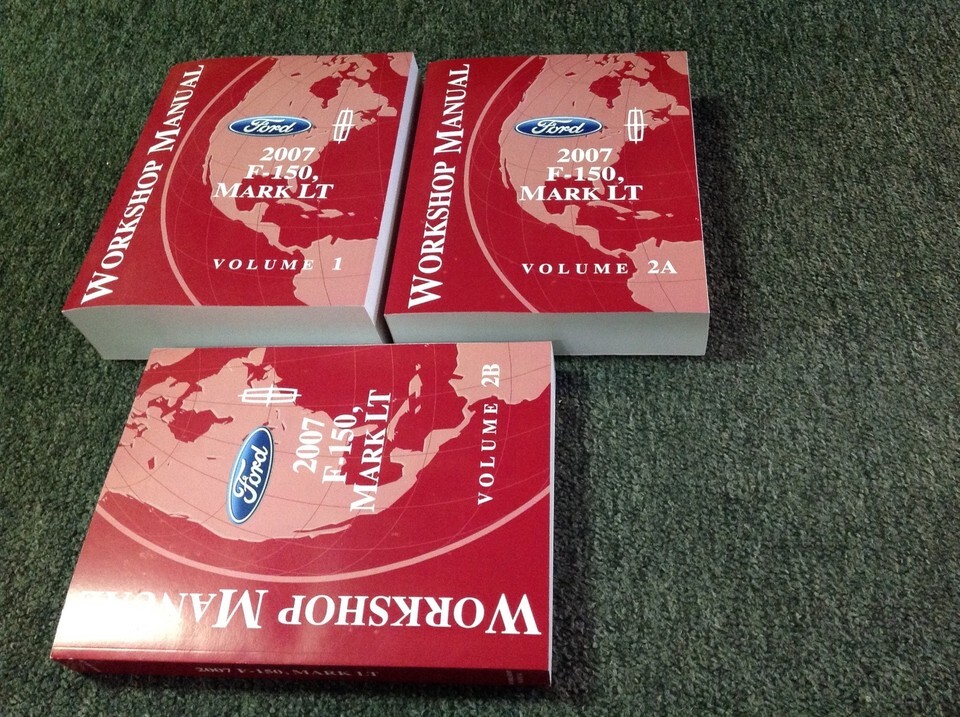 WORKSHOP MANUAL
Ford
2007
F-150,
MARK LT
VOLUME 1
WORKSHOP MANUAL
Ford
2007
F-150,
MARK LT
VOLUME 2A
Ford
2007
F-150,
MARK LT
VOLUME 2B
WORKSHOP MANUAL
2007 F-150, MARK LT